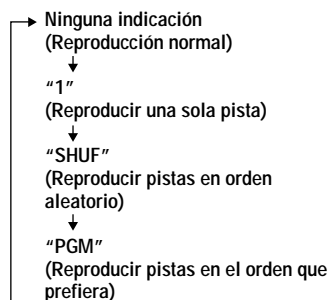 Ninguna indicación
(Reproducción normal)
“1”
(Reproducir una sola pista)
“SHUF”
(Reproducir pistas en orden
aleatorio)
“PGM”
(Reproducir pistas en el orden que
prefiera)